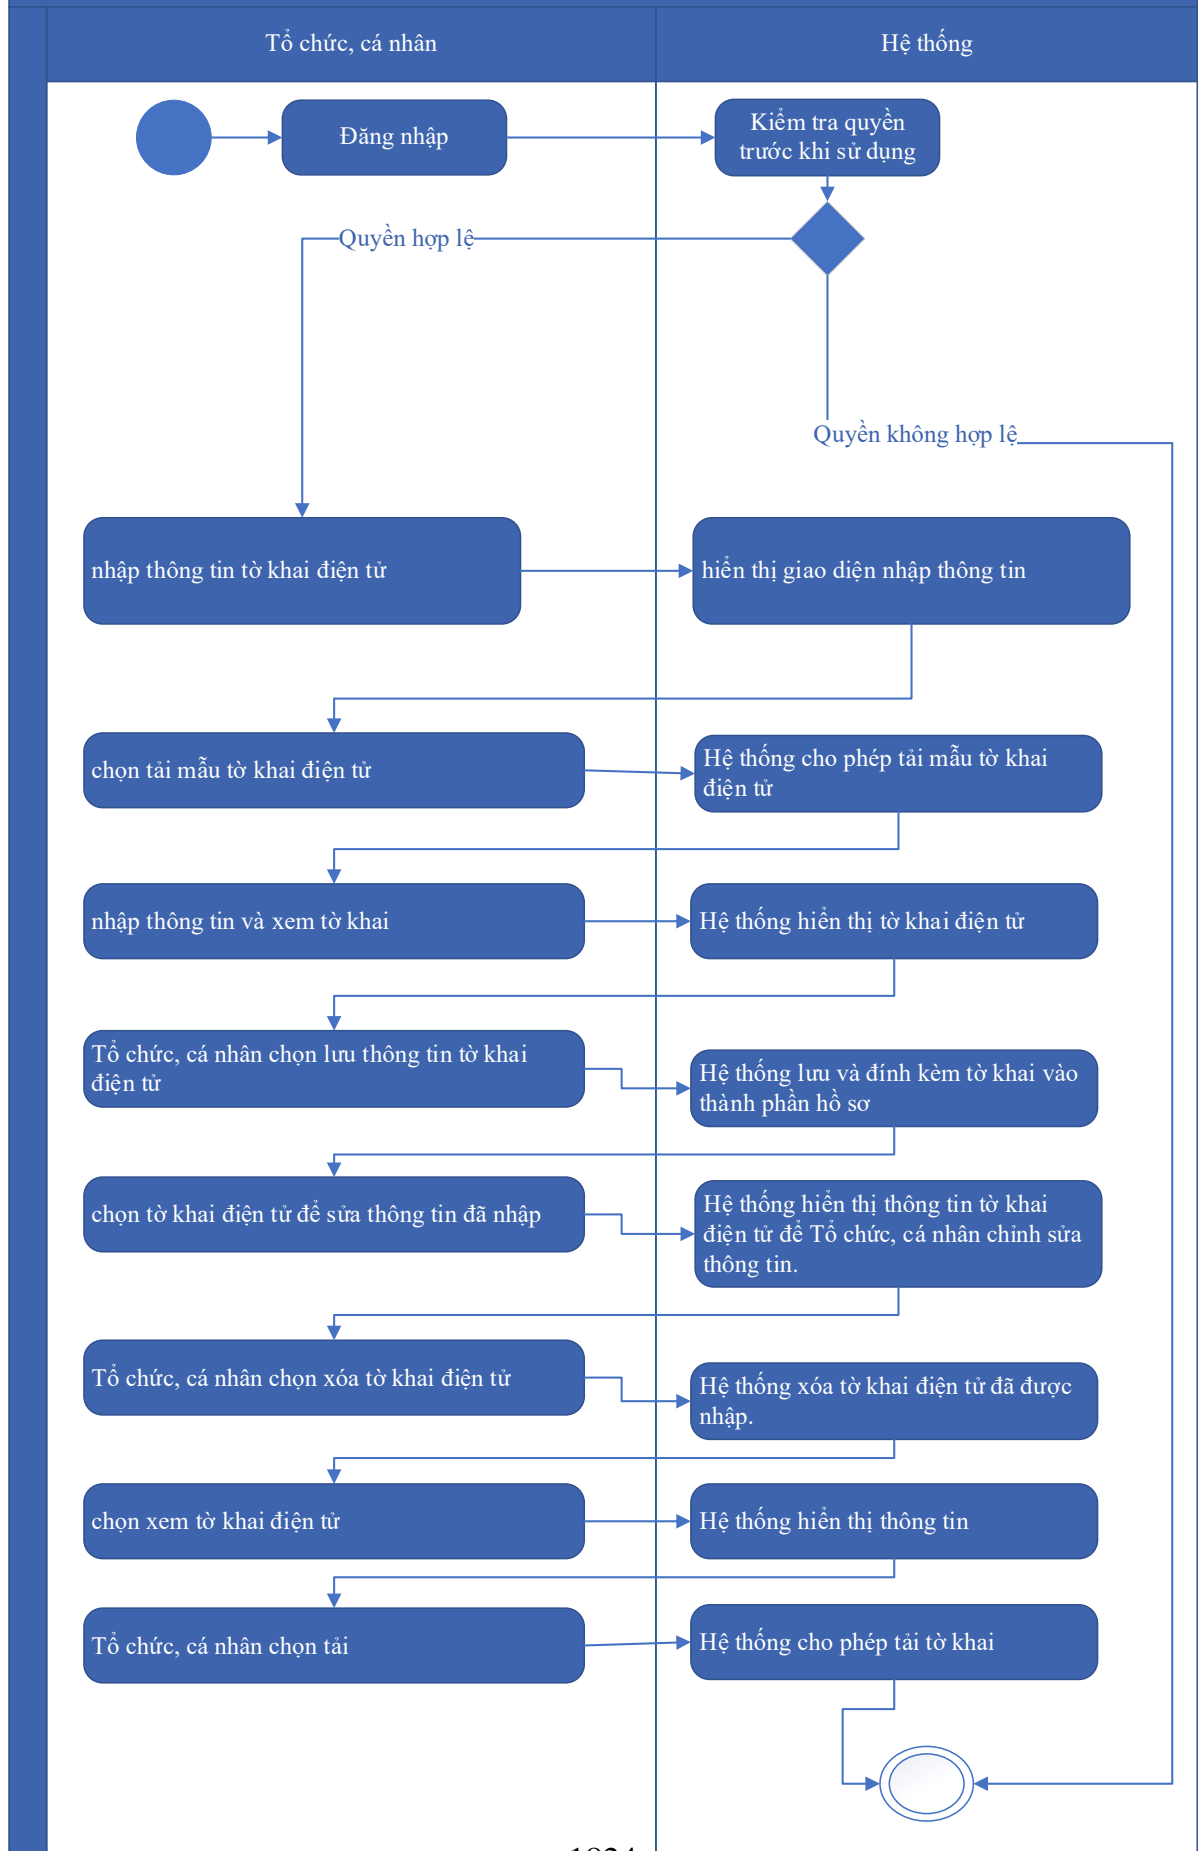 Tổ chức, cá nhân
Hệ thống
Đăng nhập
Kiểm tra quyền
trước khi sử dụng
Quyền hợp lệ
Quyền không hợp lệ
nhập thông tin tờ khai điện tử
hiển thị giao diện nhập thông tin
chọn tải mẫu tờ khai điện tử
Hệ thống cho phép tải mẫu tờ khai
điện tử
nhập thông tin và xem tờ khai
Hệ thống hiển thị tờ khai điện tử
Tổ chức, cá nhân chọn lưu thông tin tờ khai
điện tử
Hệ thống lưu và đính kèm tờ khai vào
thành phần hồ sơ
chọn tờ khai điện tử để sửa thông tin đã nhập
Hệ thống hiển thị thông tin tờ khai
điện tử để Tổ chức, cá nhân chỉnh sửa
thông tin.
Tổ chức, cá nhân chọn xóa tờ khai điện tử
Hệ thống xóa tờ khai điện tử đã được
nhập.
chọn xem tờ khai điện tử
Hệ thống hiển thị thông tin
Tổ chức, cá nhân chọn tải
Hệ thống cho phép tải tờ khai